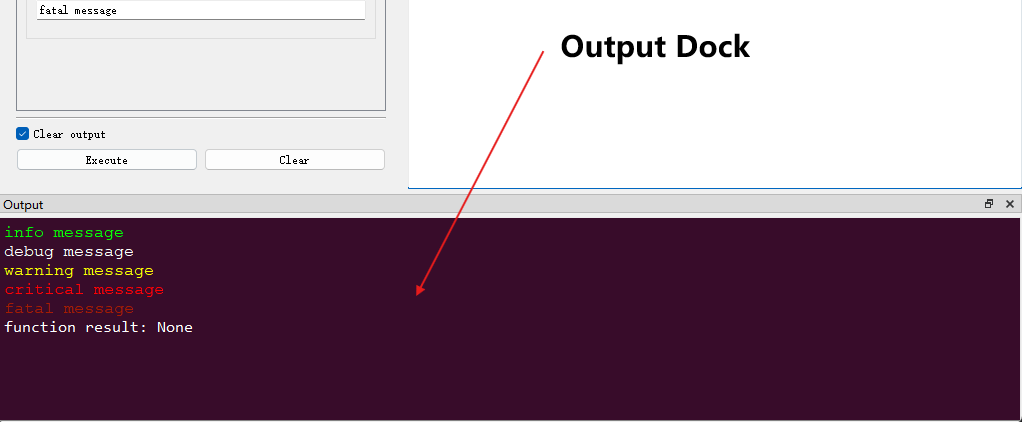 fatal message
Output Dock
Clear output
Execute
Clear
Output
info message
debug message
warning message
critical message
fatal message
function result: None